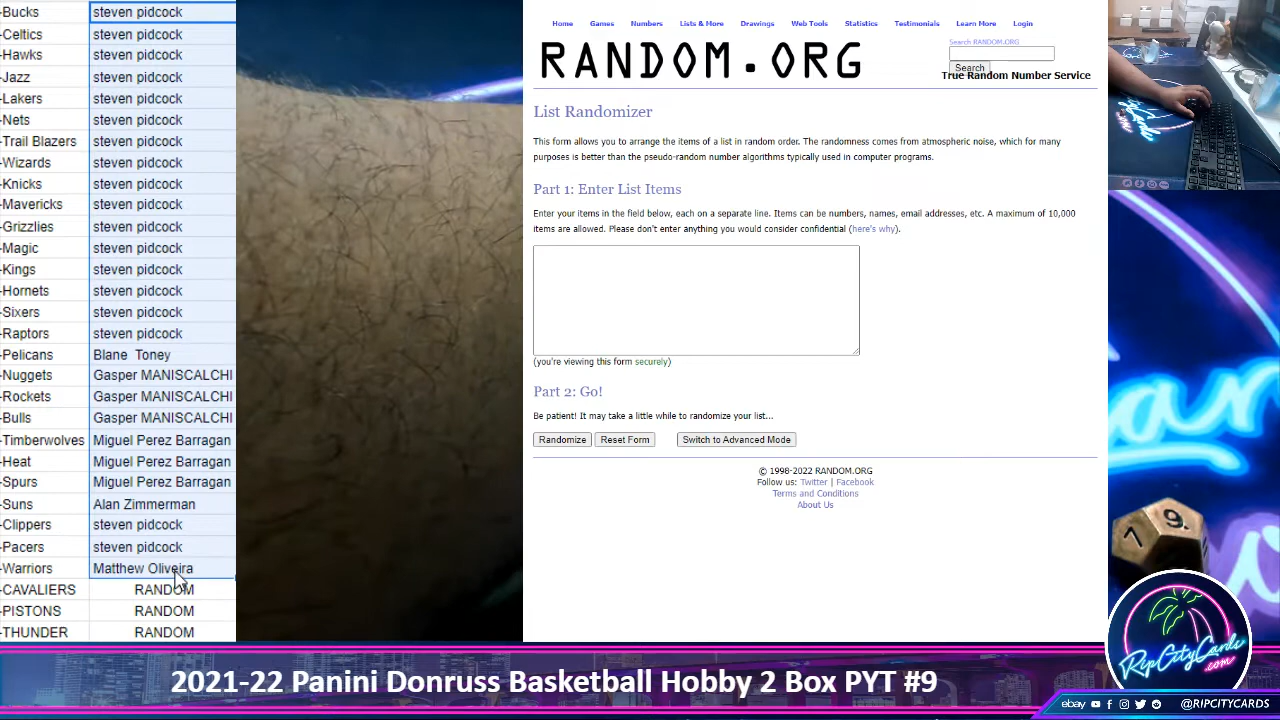 -Bucks steven pidcock
-Celtics steven pidcock
-Hawks steven pidcock
-Jazz steven pidcock
-Lakers steven pidcock
-Nets steven pidcock
-Trail Blazers steven pidcock
-Wizards steven pidcock
-Knicks steven pidcock
-Mavericks steven pidcock
-Grizzlies steven pidcock
-Magic steven pidcock
-Kings steven pidcock
-Hornets steven pidcock
-Sixers steven pidcock
-Raptors steven pidcock
-Pelicans Blane Toney
-Nuggets Gasper MANISCALCHI
-Rockets Gasper MANISCALCHI
-Bulls Gasper MANISCALCHI
-Timberwolves Miguel Perez Barragan
-Heat Miguel Perez Barragan
-Spurs Miguel Perez Barragan
-Suns Alan Zimmerman
-Clippers steven pidcock
-Pacers steven pidcock
-Warriors Matthew Oliveira
-CAVALIERS RANDOM
-PISTONS RANDOM
-THUNDER RANDOM
Home Games Numbers Lists & More Drawings Web Tools Statistics Testimonials Learn More Login
RANDOM.ORG
Search RANDOM.ORG
Search
True Random Number Service
List Randomizer
This form allows you to arrange the items of a list in random order. The randomness comes from atmospheric noise, which for many
purposes is better than the pseudo-random number algorithms typically used in computer programs.
Part 1: Enter List Items
Enter your items in the field below, each on a separate line. Items can be numbers, names, email addresses, etc. A maximum of 10,000
items are allowed. Please don't enter anything you would consider confidential (here's why).
(you're viewing this form securely)
Part 2: Go!
Be patient! It may take a little while to randomize your list...
Randomize Reset Form Switch to Advanced Mode
© 1998-2022 RANDOM.ORG
Follow us: Twitter | Facebook
Terms and Conditions
About Us
7 9.
RipCityCards
.com
2021-22 Panini Donruss Basketball Hobby 2 Box PYT #9
ebay @RIPCITYCARDS